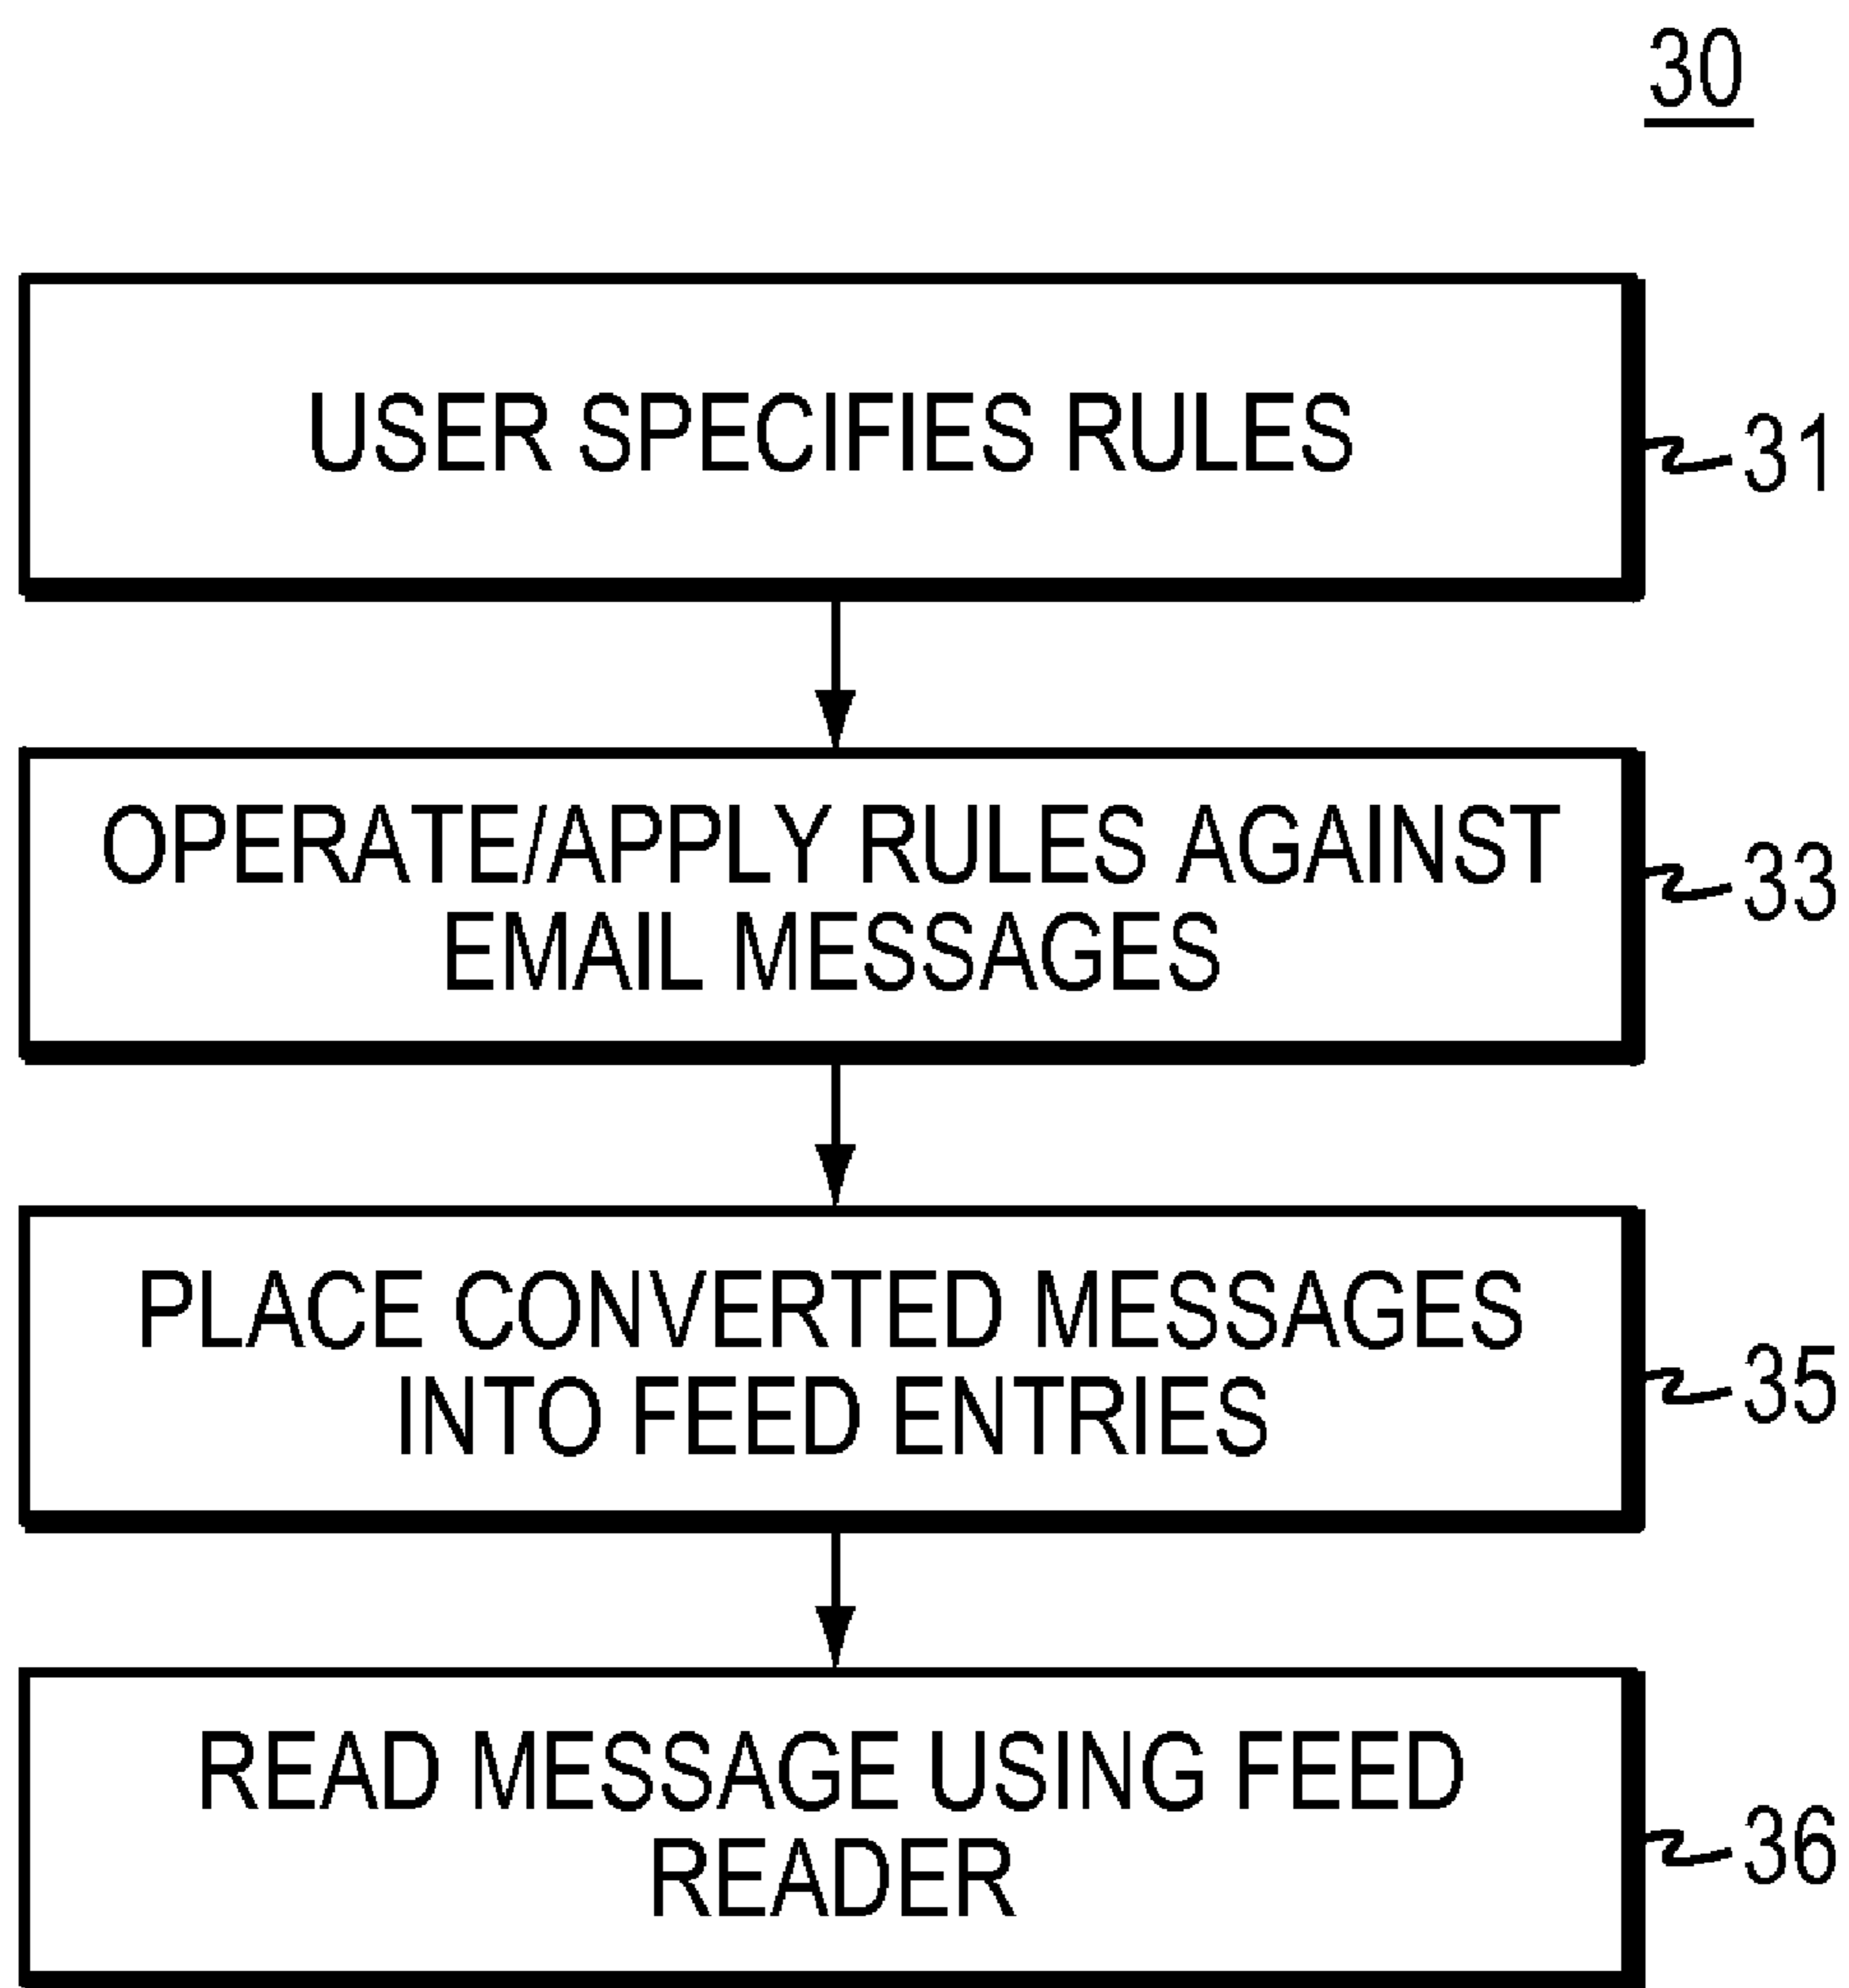 30
USER SPECIFIES RULES
31
OPERATE/APPLY RULES AGAINST
EMAIL MESSAGES
33
PLACE CONVERTED MESSAGES
INTO FEED ENTRIES
35
READ MESSAGE USING FEED
READER
36